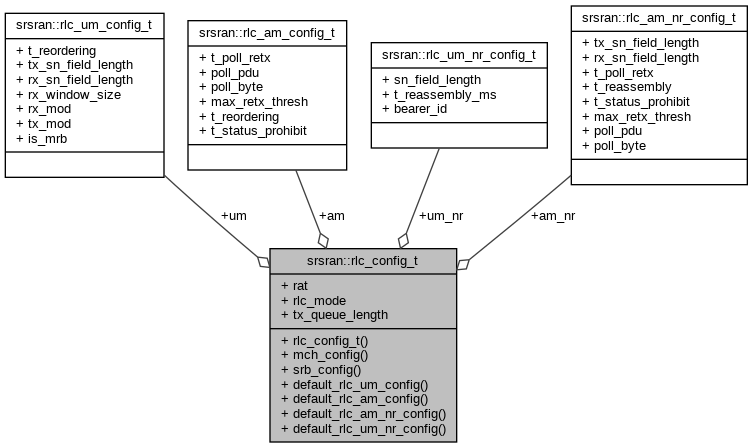 srsran::rlc_um_config_t
+ t_reordering
+ tx_sn_field_length
+ rx_sn_field_length
+ rx_window_size
+ rx_mod
+ tx_mod
+ is_mrb
srsran::rlc_am_config_t
+ t_poll_retx
+ poll_pdu
+ poll_byte
+ max_retx_thresh
+ t_reordering
+ t_status_prohibit
srsran::rlc_um_nr_config_t
+ sn_field_length
+ t_reassembly_ms
+ bearer_id
srsran::rlc_am_nr_config_t
+ tx_sn_field_length
+ rx_sn_field_length
+ t_poll_retx
+ t_reassembly
+ t_status_prohibit
+ max_retx_thresh
+ poll_pdu
+ poll_byte
+um
+am
+um_nr
+am_nr
srsran::rlc_config_t
+ rat
+ rlc_mode
+ tx_queue_length
+ rlc_config_t()
+ mch_config()
+ srb_config()
+ default_rlc_um_config()
+ default_rlc_am_config()
+ default_rlc_am_nr_config()
+ default_rlc_um_nr_config()